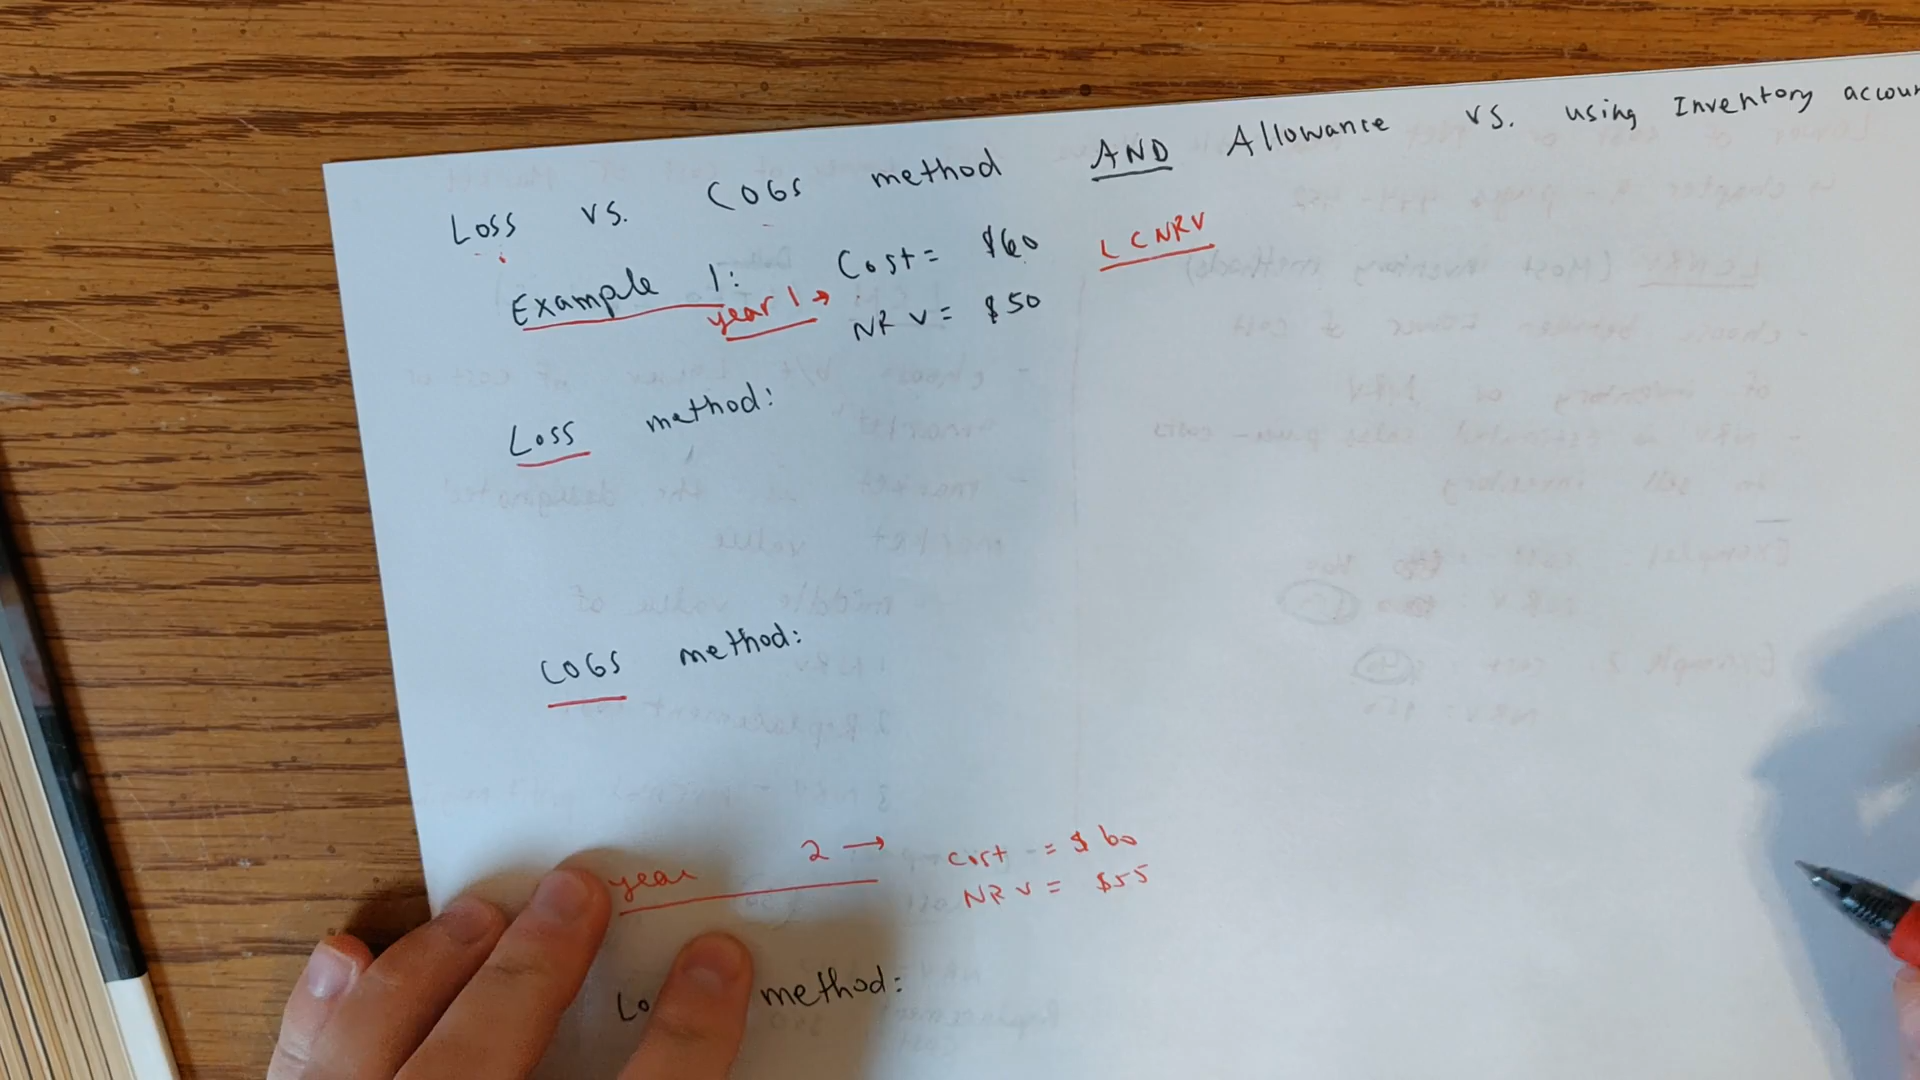 Loss vs. COGS method AND Allowance vs. using Inventory
Example 1: Cost = $60 LCNRV
year 1 → NRV = $50
Loss method:
COGS method:
year 2 → cost = $60
NRV = $55
method: